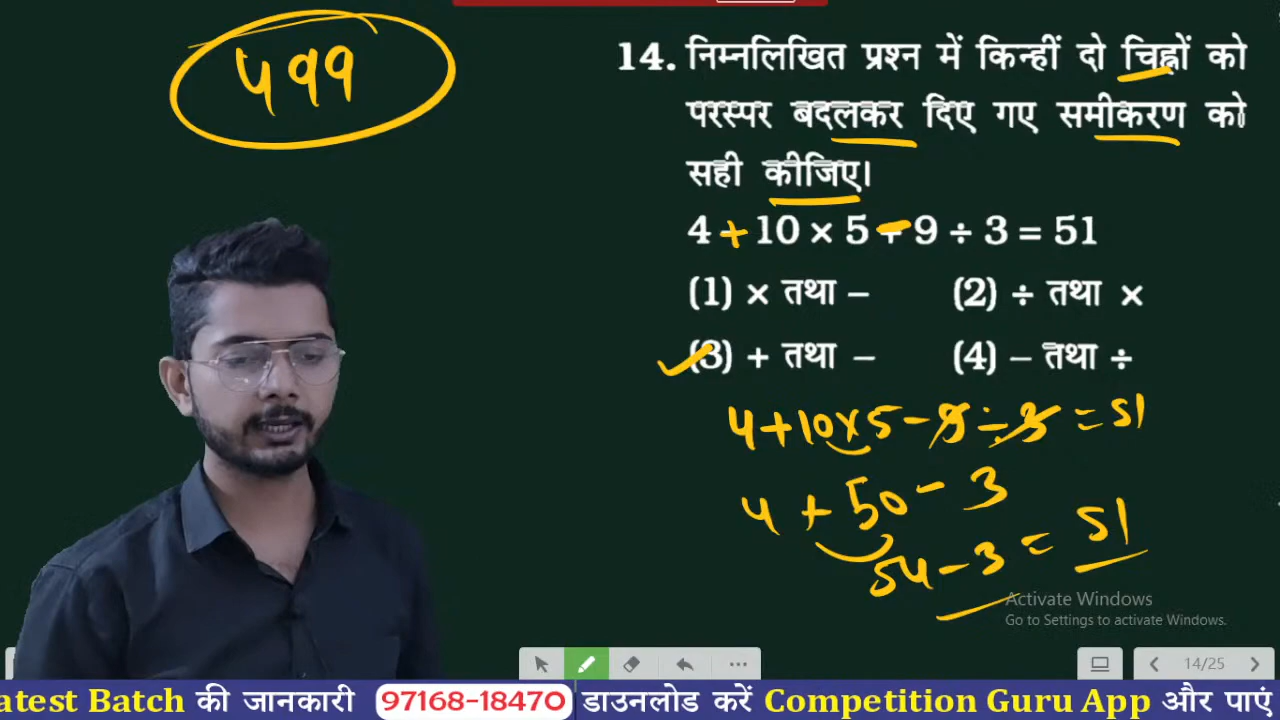 499
14. निम्नलिखित प्रश्न में किन्हीं दो चिह्नों को
परस्पर बदलकर दिए गए समीकरण को
सही कीजिए।
4 + 10 × 5 - 9 ÷ 3 = 51
(1) × तथा – (2) ÷ तथा ×
(3) + तथा – (4) – तथा ÷
4+10×5-9÷3=51
4+50-3
54-3=51
Activate Windows
Go to Settings to activate Windows.
14/25
atest Batch की जानकारी 97168-18470 डाउनलोड करें Competition Guru App और पाएं